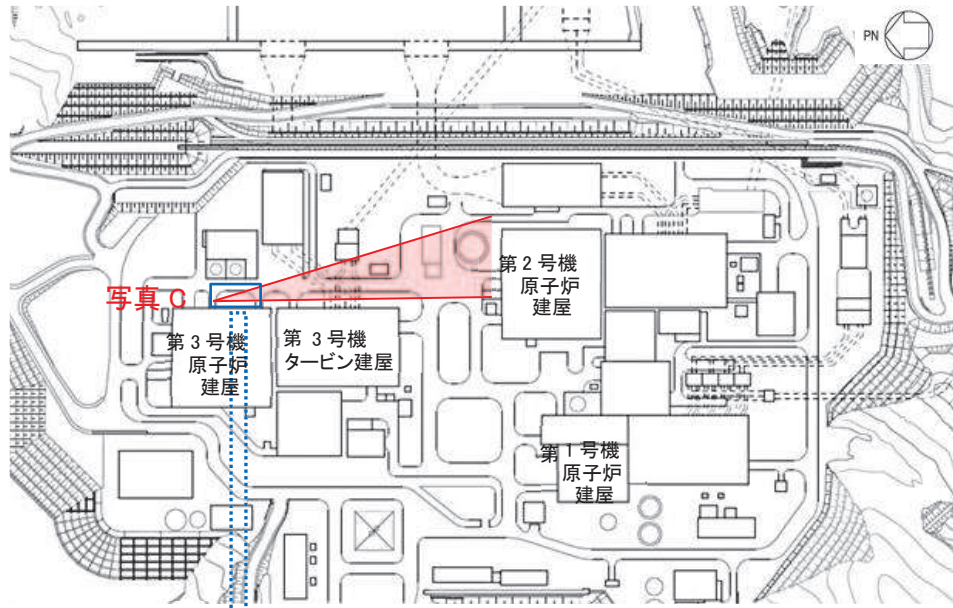 PN
写真 C
第２号機
原子炉
建屋
第３号機
原子炉
建屋
第 ３号機
タービン建屋
第１号機
原子炉
建屋